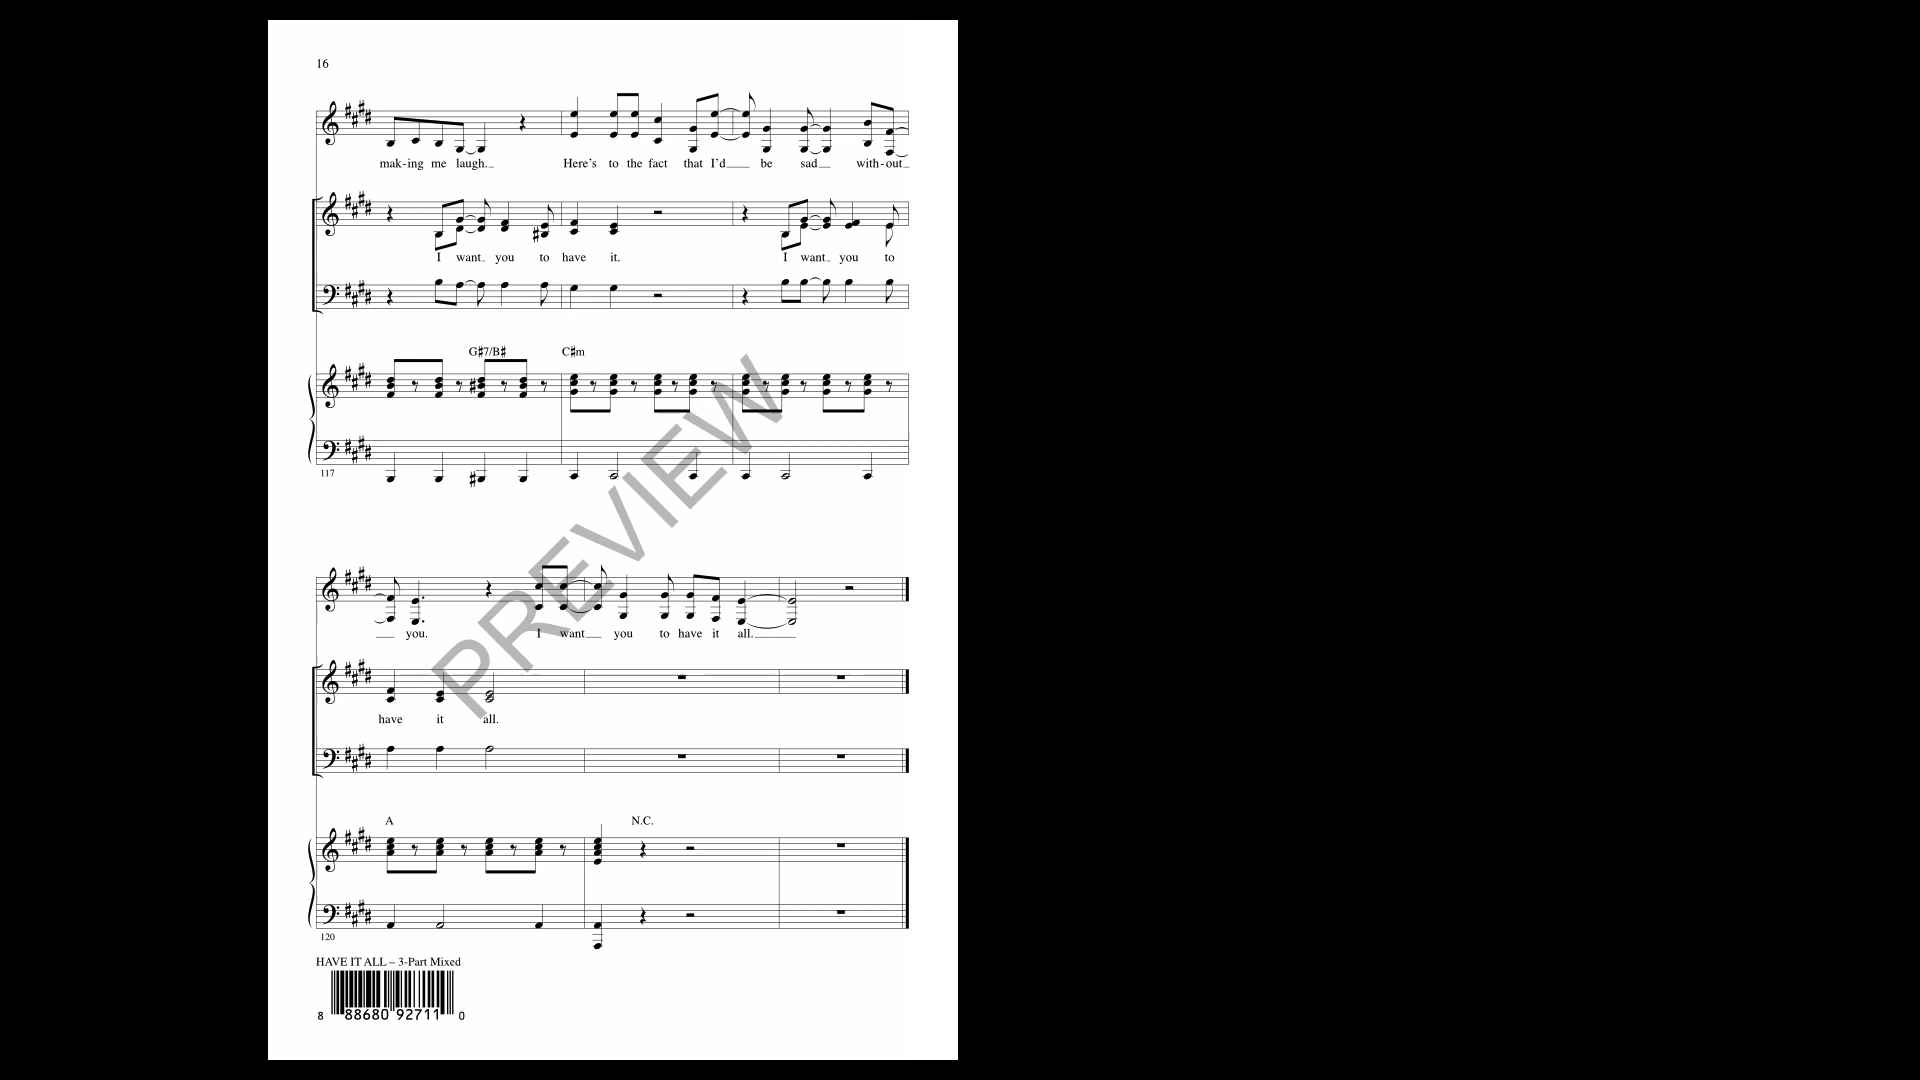 16
mak-ing me laugh. Here's to the fact that I'd be sad with-out
I want you to have it. I want you to
G♯7/B♯ C♯m
117
you. I want you to have it all.
have it all.
A N.C.
120
PREVIEW
HAVE IT ALL – 3-Part Mixed
8 88680 92711 0